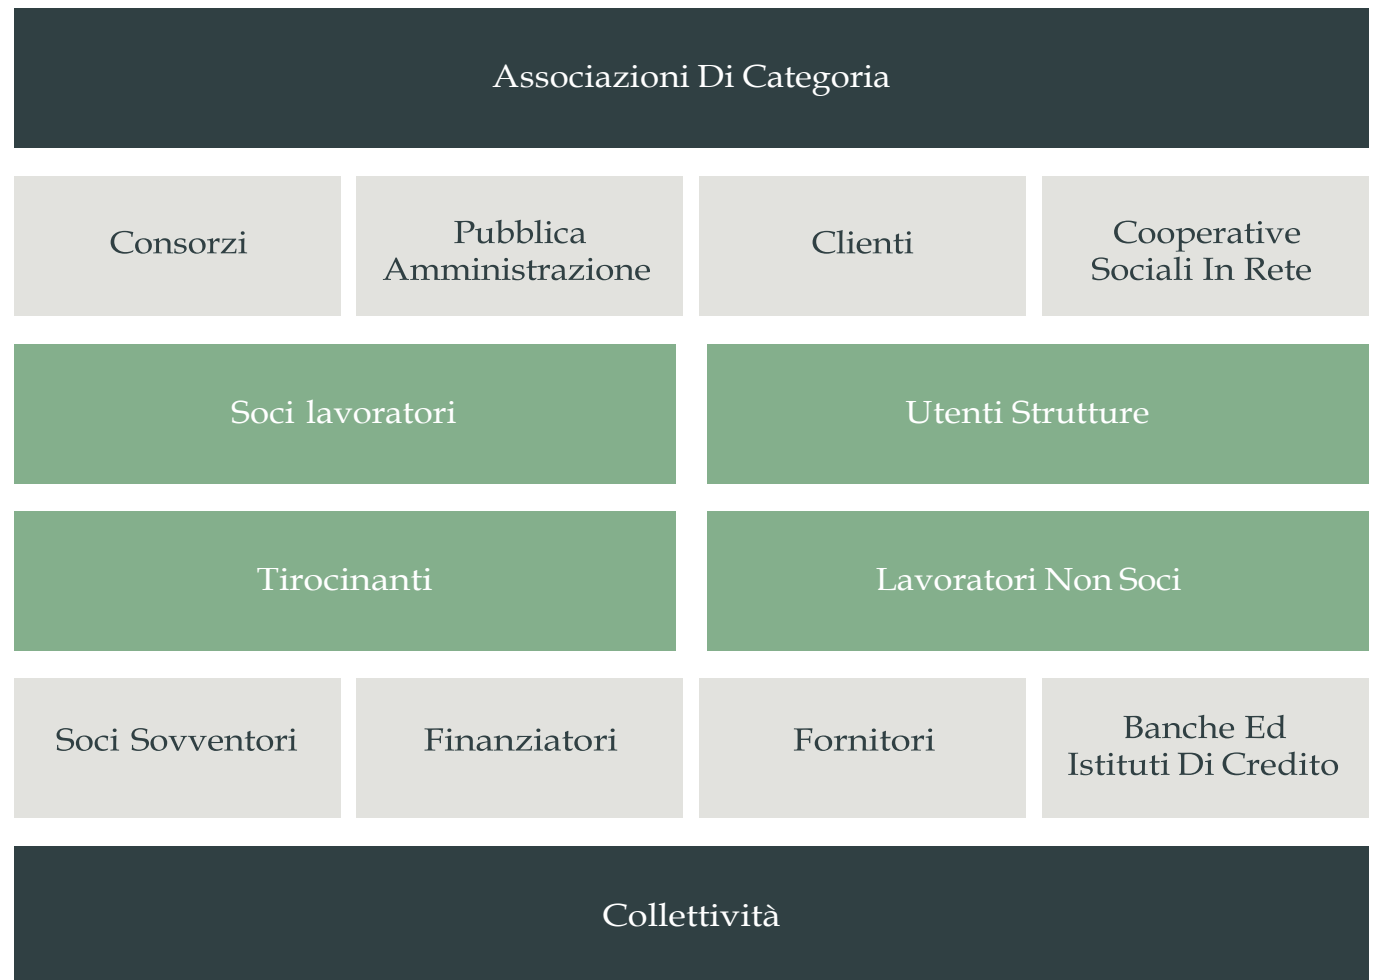 Associazioni Di Categoria
Consorzi
Pubblica
Amministrazione
Clienti
Cooperative
Sociali In Rete
Soci lavoratori
Utenti Strutture
Tirocinanti
Lavoratori Non Soci
Soci Sovventori
Finanziatori
Fornitori
Banche Ed
Istituti Di Credito
Collettività